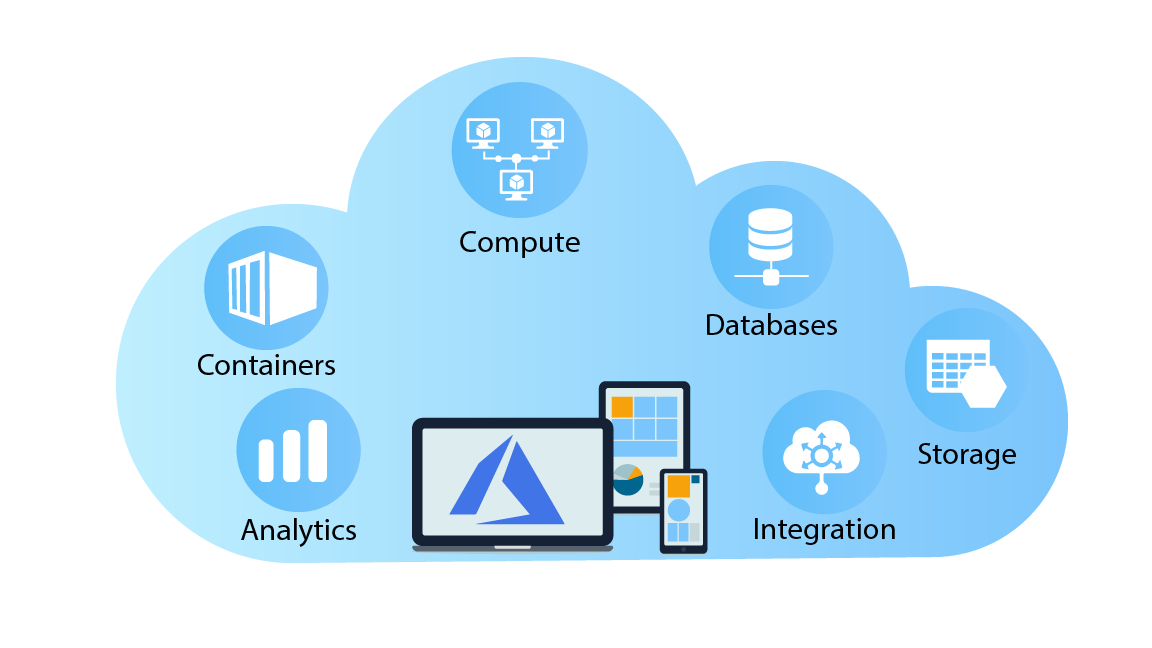 Compute
Databases
Containers
Storage
Analytics
Integration